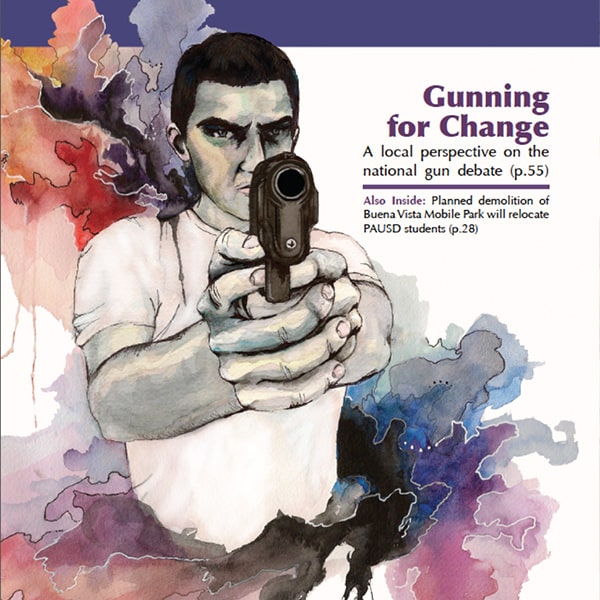 Gunning
for Change
A local perspective on the
national gun debate (p.55)
Also Inside: Planned demolition of
Buena Vista Mobile Park will relocate
PAUSD students (p.28)